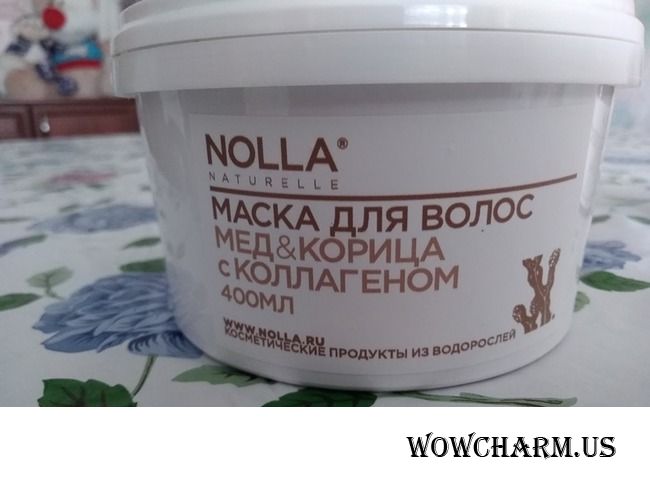 NOLLA®
NATURELLE
МАСКА ДЛЯ ВОЛОС
МЕД&КОРИЦА
с КОЛЛАГЕНОМ
400МЛ
WWW.NOLLA.RU
КОСМЕТИЧЕСКИЕ ПРОДУКТЫ ИЗ ВОДОРОСЛЕЙ
WOWCHARM.US